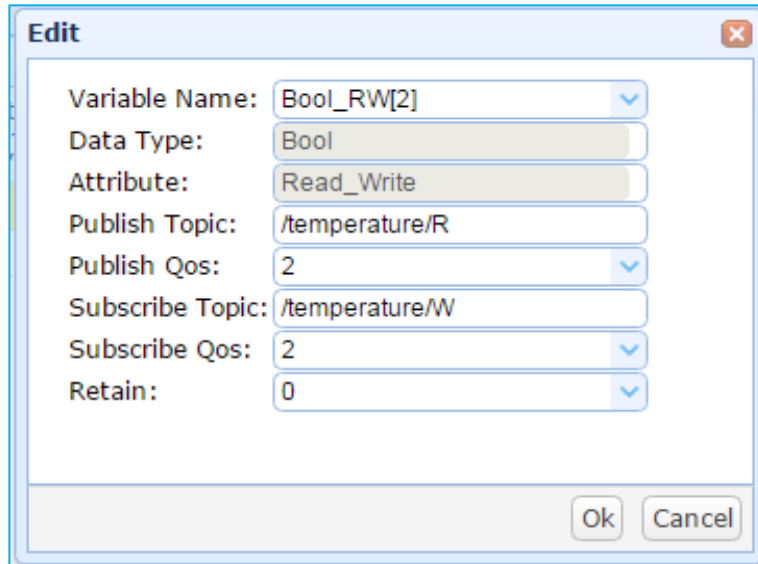 Edit
Variable Name: Bool_RW[2]
Data Type: Bool
Attribute: Read_Write
Publish Topic: /temperature/R
Publish Qos: 2
Subscribe Topic: /temperature/W
Subscribe Qos: 2
Retain: 0
Ok Cancel